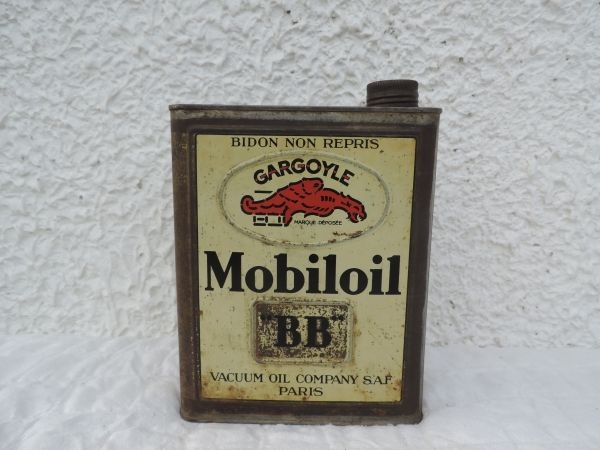 BIDON NON REPRIS
GARGOYLE
MARQUE DÉPOSÉE
Mobiloil
"BB"
VACUUM OIL COMPANY S.A.F.
PARIS